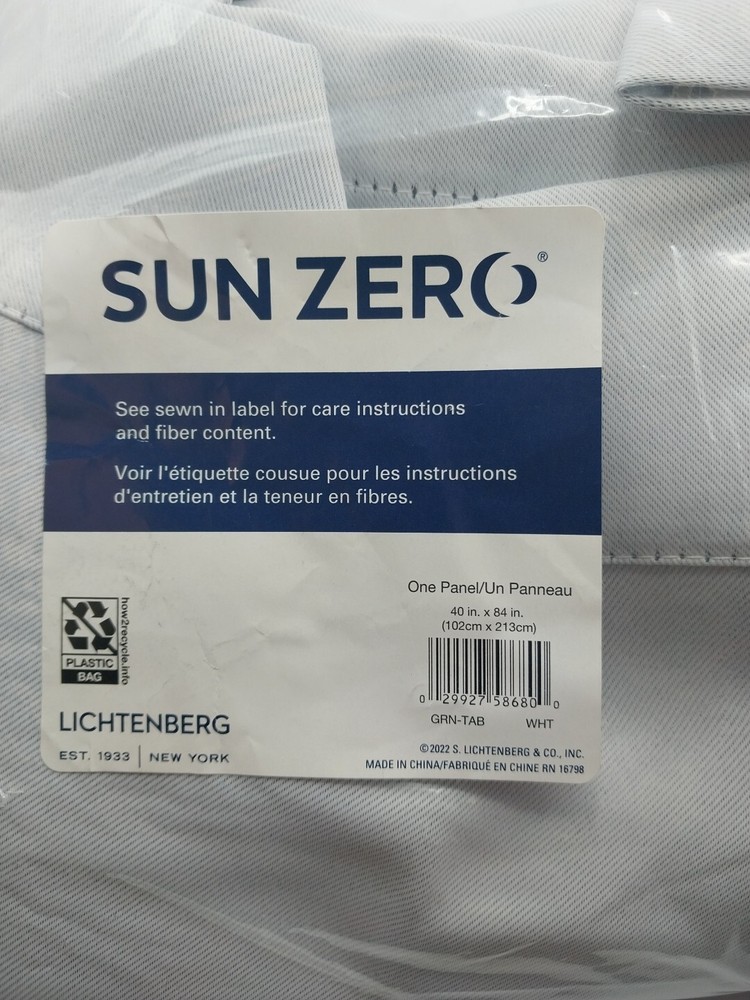 SUN ZERO®
See sewn in label for care instructions
and fiber content.
Voir l'étiquette cousue pour les instructions
d'entretien et la teneur en fibres.
One Panel/Un Panneau
40 in. x 84 in.
(102cm x 213cm)
how2recycle.info
PLASTIC
BAG
0 29927 58680 0
GRN-TAB WHT
LICHTENBERG
EST. 1933 | NEW YORK
©2022 S. LICHTENBERG & CO., INC.
MADE IN CHINA/FABRIQUÉ EN CHINE RN 16798